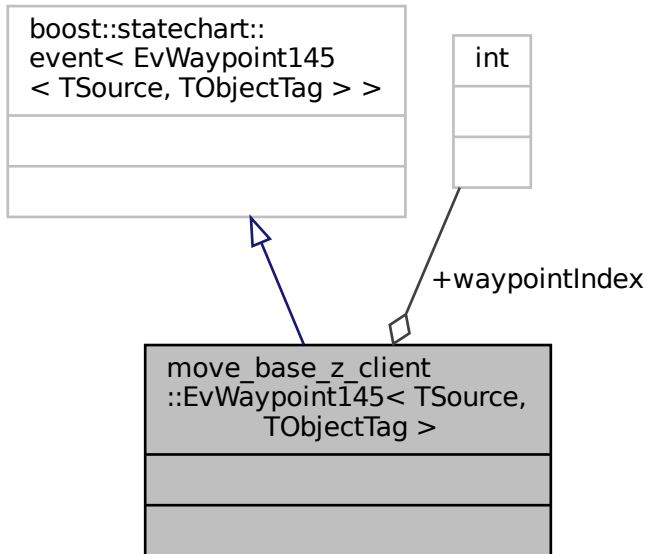 boost::statechart::
event< EvWaypoint145
< TSource, TObjectTag > >
int
+waypointIndex
move_base_z_client
::EvWaypoint145< TSource,
TObjectTag >